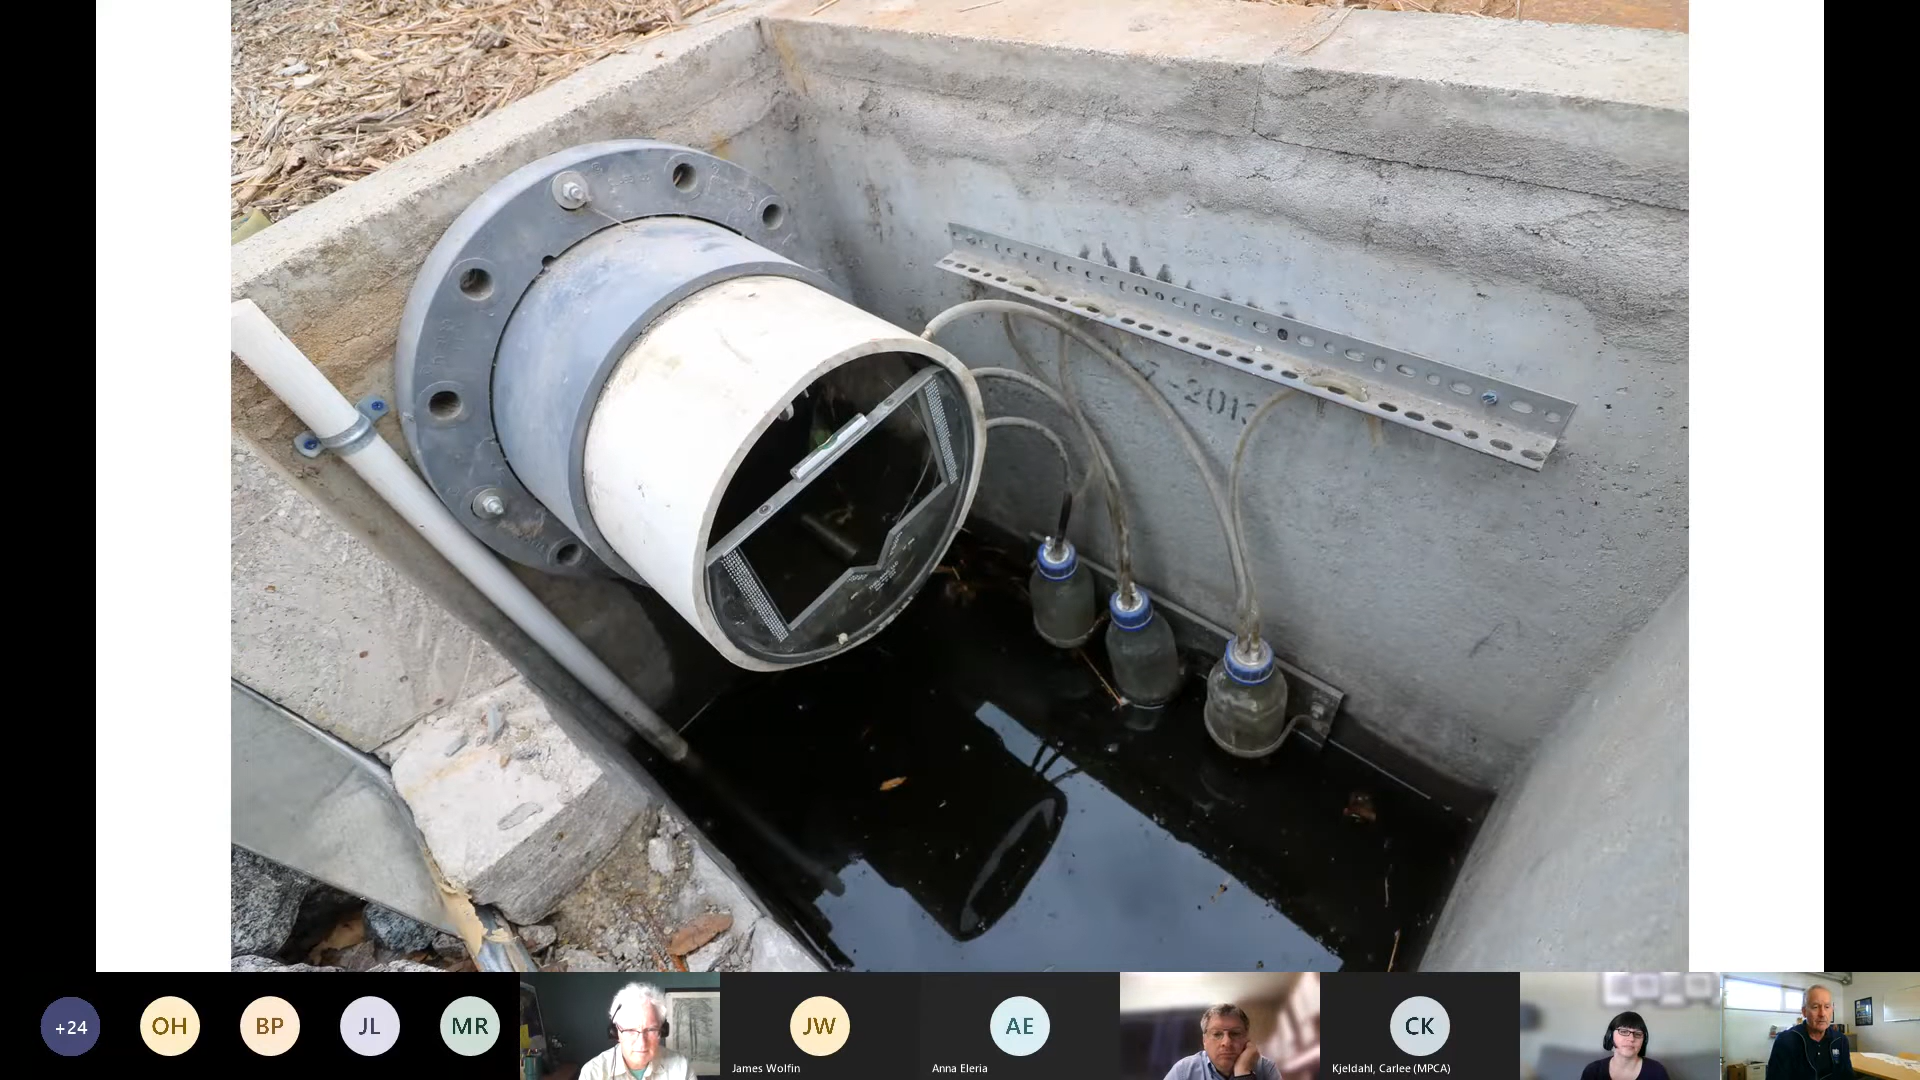 +24
OH
BP
JL
MR
JW
James Wolfin
AE
Anna Eleria
CK
Kjeldahl, Carlee (MPCA)